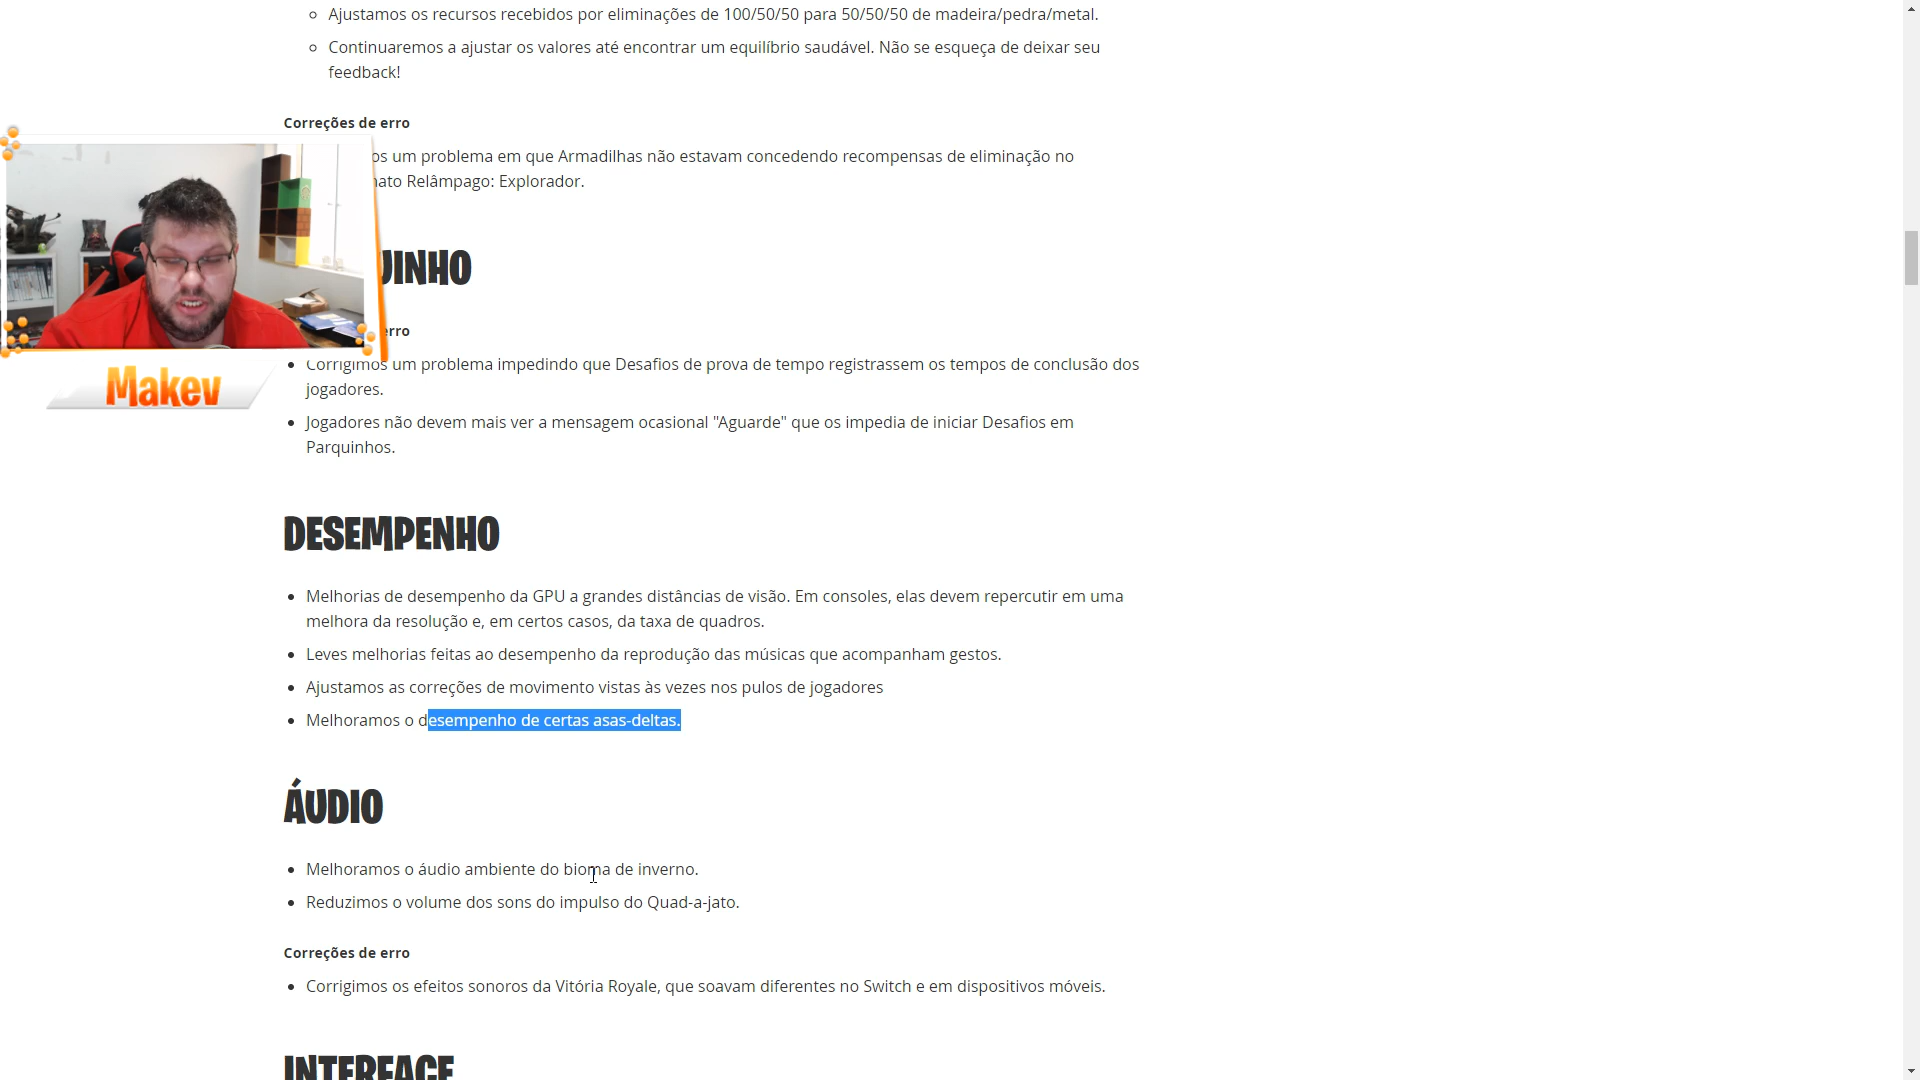 Ajustamos os recursos recebidos por eliminações de 100/50/50 para 50/50/50 de madeira/pedra/metal.
Continuaremos a ajustar os valores até encontrar um equilíbrio saudável. Não se esqueça de deixar seu
feedback!
Correções de erro
um problema em que Armadilhas não estavam concedendo recompensas de eliminação no
Relâmpago: Explorador.
UINHO
erro
Corrigimos um problema impedindo que Desafios de prova de tempo registrassem os tempos de conclusão dos
jogadores.
Makev
Jogadores não devem mais ver a mensagem ocasional "Aguarde" que os impedia de iniciar Desafios em
Parquinhos.
DESEMPENHO
Melhorias de desempenho da GPU a grandes distâncias de visão. Em consoles, elas devem repercutir em uma
melhora da resolução e, em certos casos, da taxa de quadros.
Leves melhorias feitas ao desempenho da reprodução das músicas que acompanham gestos.
Ajustamos as correções de movimento vistas às vezes nos pulos de jogadores
Melhoramos o desempenho de certas asas-deltas.
ÁUDIO
Melhoramos o áudio ambiente do bioma de inverno.
Reduzimos o volume dos sons do impulso do Quad-a-jato.
Correções de erro
Corrigimos os efeitos sonoros da Vitória Royale, que soavam diferentes no Switch e em dispositivos móveis.
INTERFACE